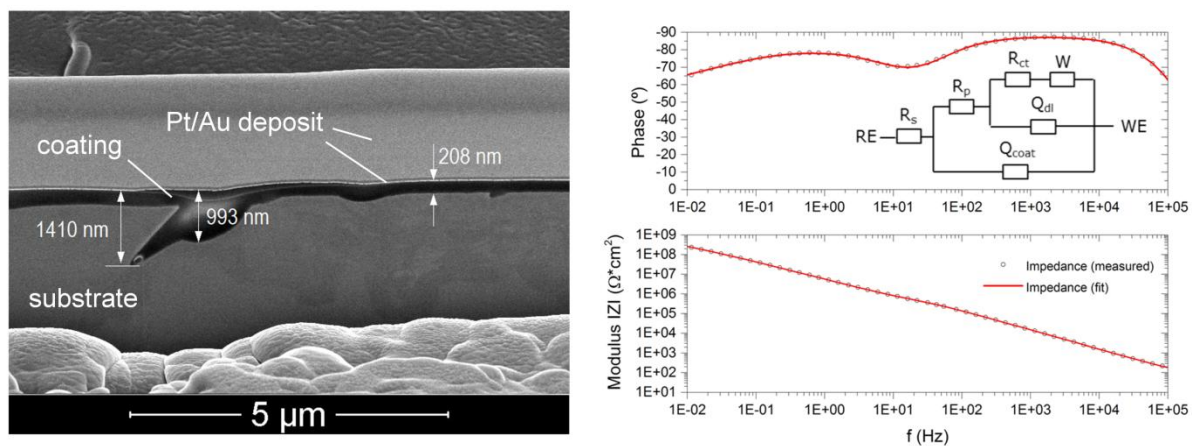 Pt/Au deposit
coating
208 nm
993 nm
1410 nm
substrate
5 µm
-90
-80
-70
-60
-50
-40
-30
-20
-10
0
Phase (º)
Rct
W
Rp
Qdl
Rs
RE
WE
Qcoat
1E-02 1E-01 1E+00 1E+01 1E+02 1E+03 1E+04 1E+05
1E+09
1E+08
1E+07
1E+06
1E+05
1E+04
1E+03
1E+02
1E+01
Modulus IZI (Ω*cm²)
Impedance (measured)
Impedance (fit)
1E-02 1E-01 1E+00 1E+01 1E+02 1E+03 1E+04 1E+05
f (Hz)